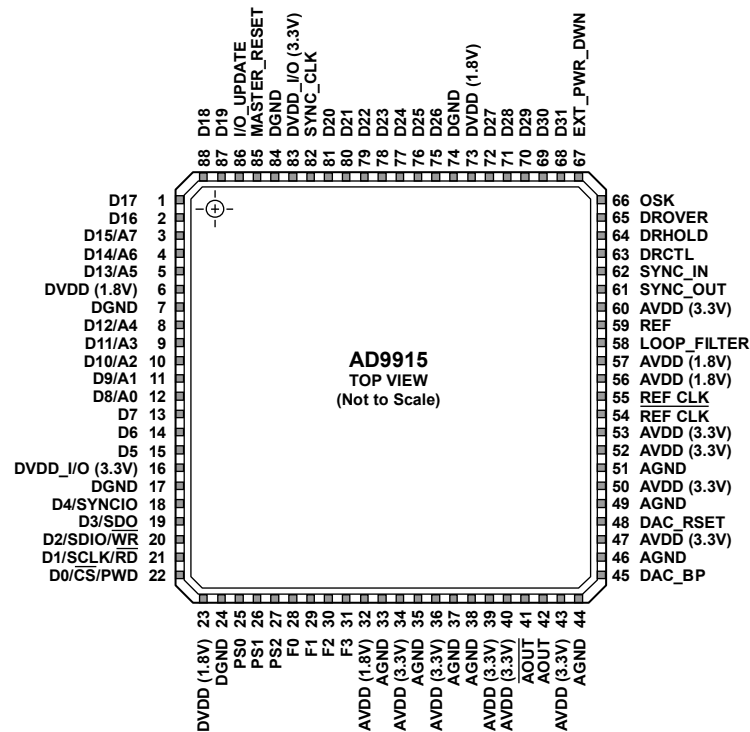 D18
D19
I/O_UPDATE
MASTER_RESET
DGND
DVDD_I/O (3.3V)
SYNC_CLK
D20
D21
D22
D23
D24
D25
D26
DGND
DVDD (1.8V)
D27
D28
D29
D30
D31
EXT_PWR_DWN
88 87 86 85 84 83 82 81 80 79 78 77 76 75 74 73 72 71 70 69 68 67
D17 1
D16 2
D15/A7 3
D14/A6 4
D13/A5 5
DVDD (1.8V) 6
DGND 7
D12/A4 8
D11/A3 9
D10/A2 10
D9/A1 11
D8/A0 12
D7 13
D6 14
D5 15
DVDD_I/O (3.3V) 16
DGND 17
D4/SYNCIO 18
D3/SDO 19
D2/SDIO/W̅R̅ 20
D1/SCLK/R̅D̅ 21
D0/C̅S̅/PWD 22
AD9915
TOP VIEW
(Not to Scale)
66 OSK
65 DROVER
64 DRHOLD
63 DRCTL
62 SYNC_IN
61 SYNC_OUT
60 AVDD (3.3V)
59 REF
58 LOOP_FILTER
57 AVDD (1.8V)
56 AVDD (1.8V)
55 REF CLK
54 R̅E̅F̅ ̅C̅L̅K̅
53 AVDD (3.3V)
52 AVDD (3.3V)
51 AGND
50 AVDD (3.3V)
49 AGND
48 DAC_RSET
47 AVDD (3.3V)
46 AGND
45 DAC_BP
23 24 25 26 27 28 29 30 31 32 33 34 35 36 37 38 39 40 41 42 43 44
DVDD (1.8V)
DGND
PS0
PS1
PS2
F0
F1
F2
F3
AVDD (1.8V)
AGND
AVDD (3.3V)
AGND
AVDD (3.3V)
AGND
AGND
AVDD (3.3V)
AVDD (3.3V)
A̅O̅U̅T̅
AOUT
AVDD (3.3V)
AGND